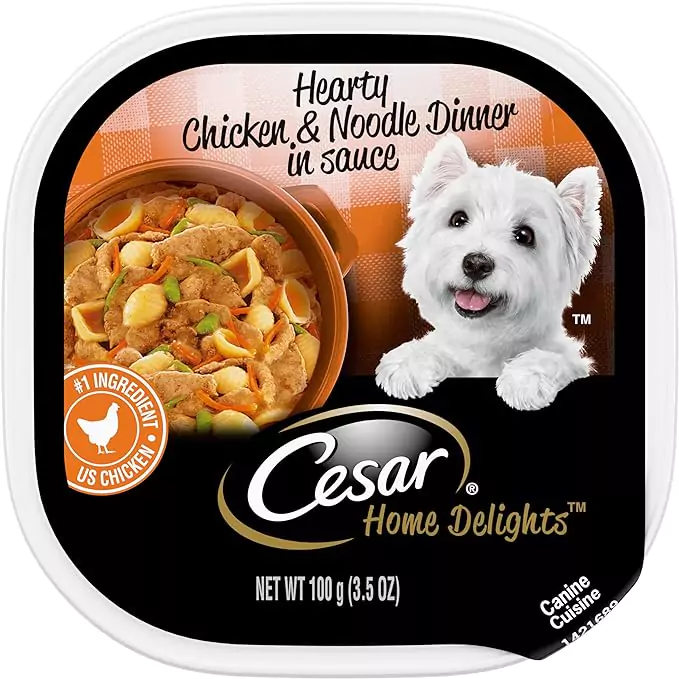 Hearty
Chicken & Noodle Dinner
in sauce
TM
#1 INGREDIENT
US CHICKEN
Cesar®
Home Delights™
NET WT 100 g (3.5 OZ)
Canine
Cuisine